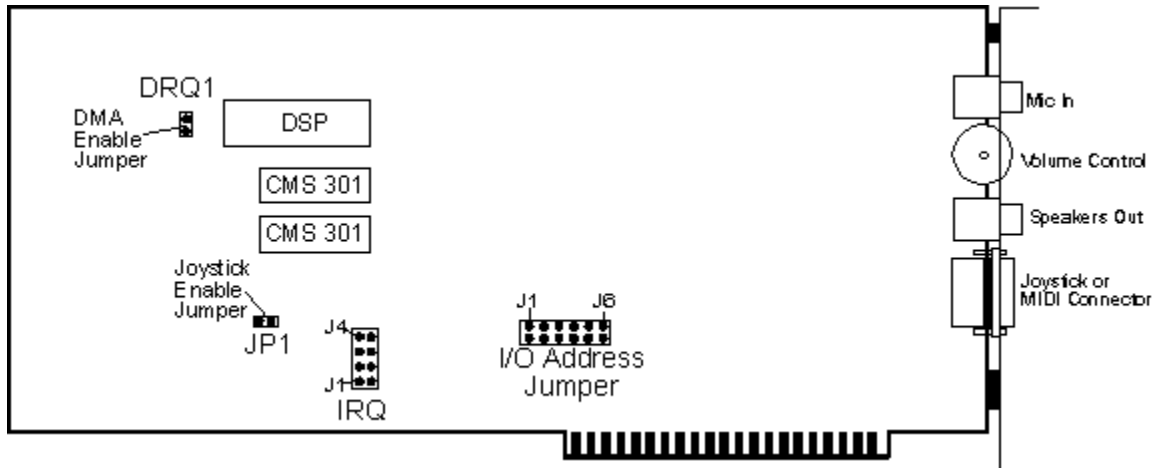 DRQ1
DMA
Enable
Jumper
DSP
CMS 301
CMS 301
Joystick
Enable
Jumper
JP1
J4
J1
IRQ
J1
J6
I/O Address
Jumper
Mic In
Volume Control
Speakers Out
Joystick or
MIDI Connector